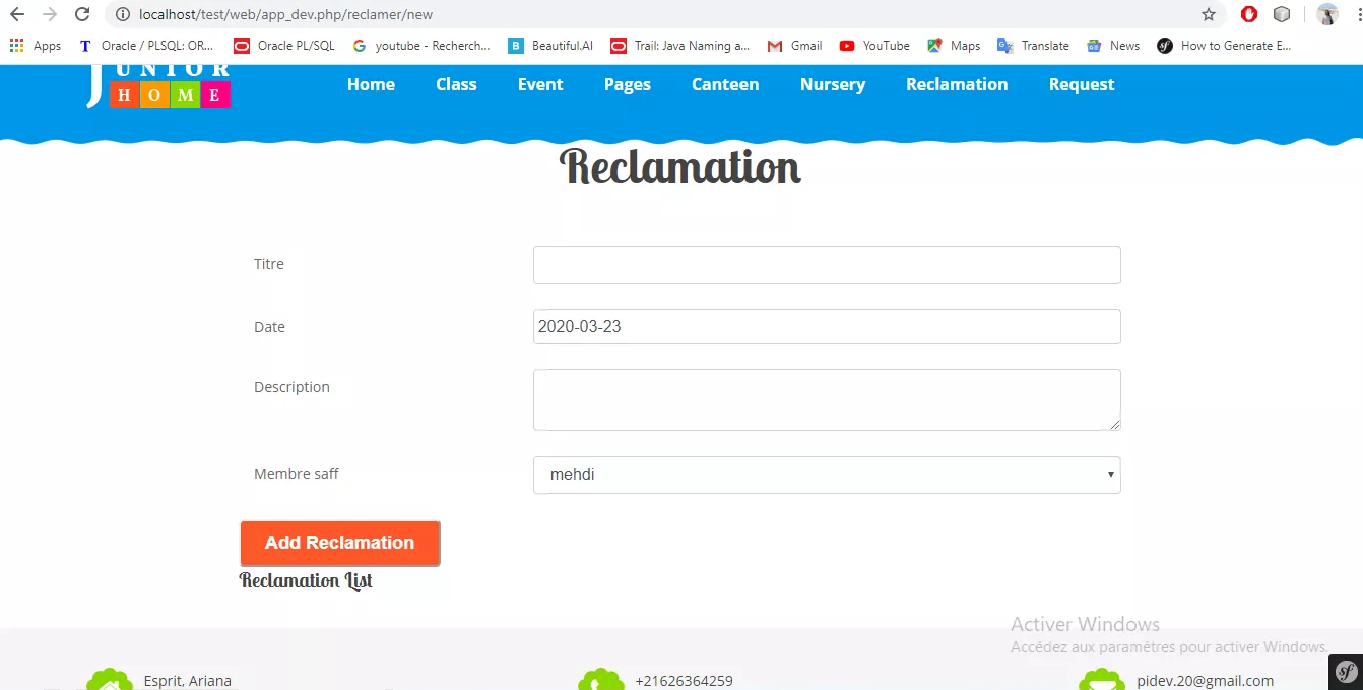 localhost/test/web/app_dev.php/reclamer/new
Apps T Oracle / PLSQL: OR... Oracle PL/SQL youtube - Recherch... B Beautiful.AI Trail: Java Naming a... Gmail YouTube Maps Translate News How to Generate E...
JUNIOR
HOME
Home Class Event Pages Canteen Nursery Reclamation Request
Reclamation
Titre
Date 2020-03-23
Description
Membre saff mehdi
Add Reclamation
Reclamation List
Activer Windows
Accédez aux paramètres pour activer Windows.
Esprit, Ariana +21626364259 pidev.20@gmail.com